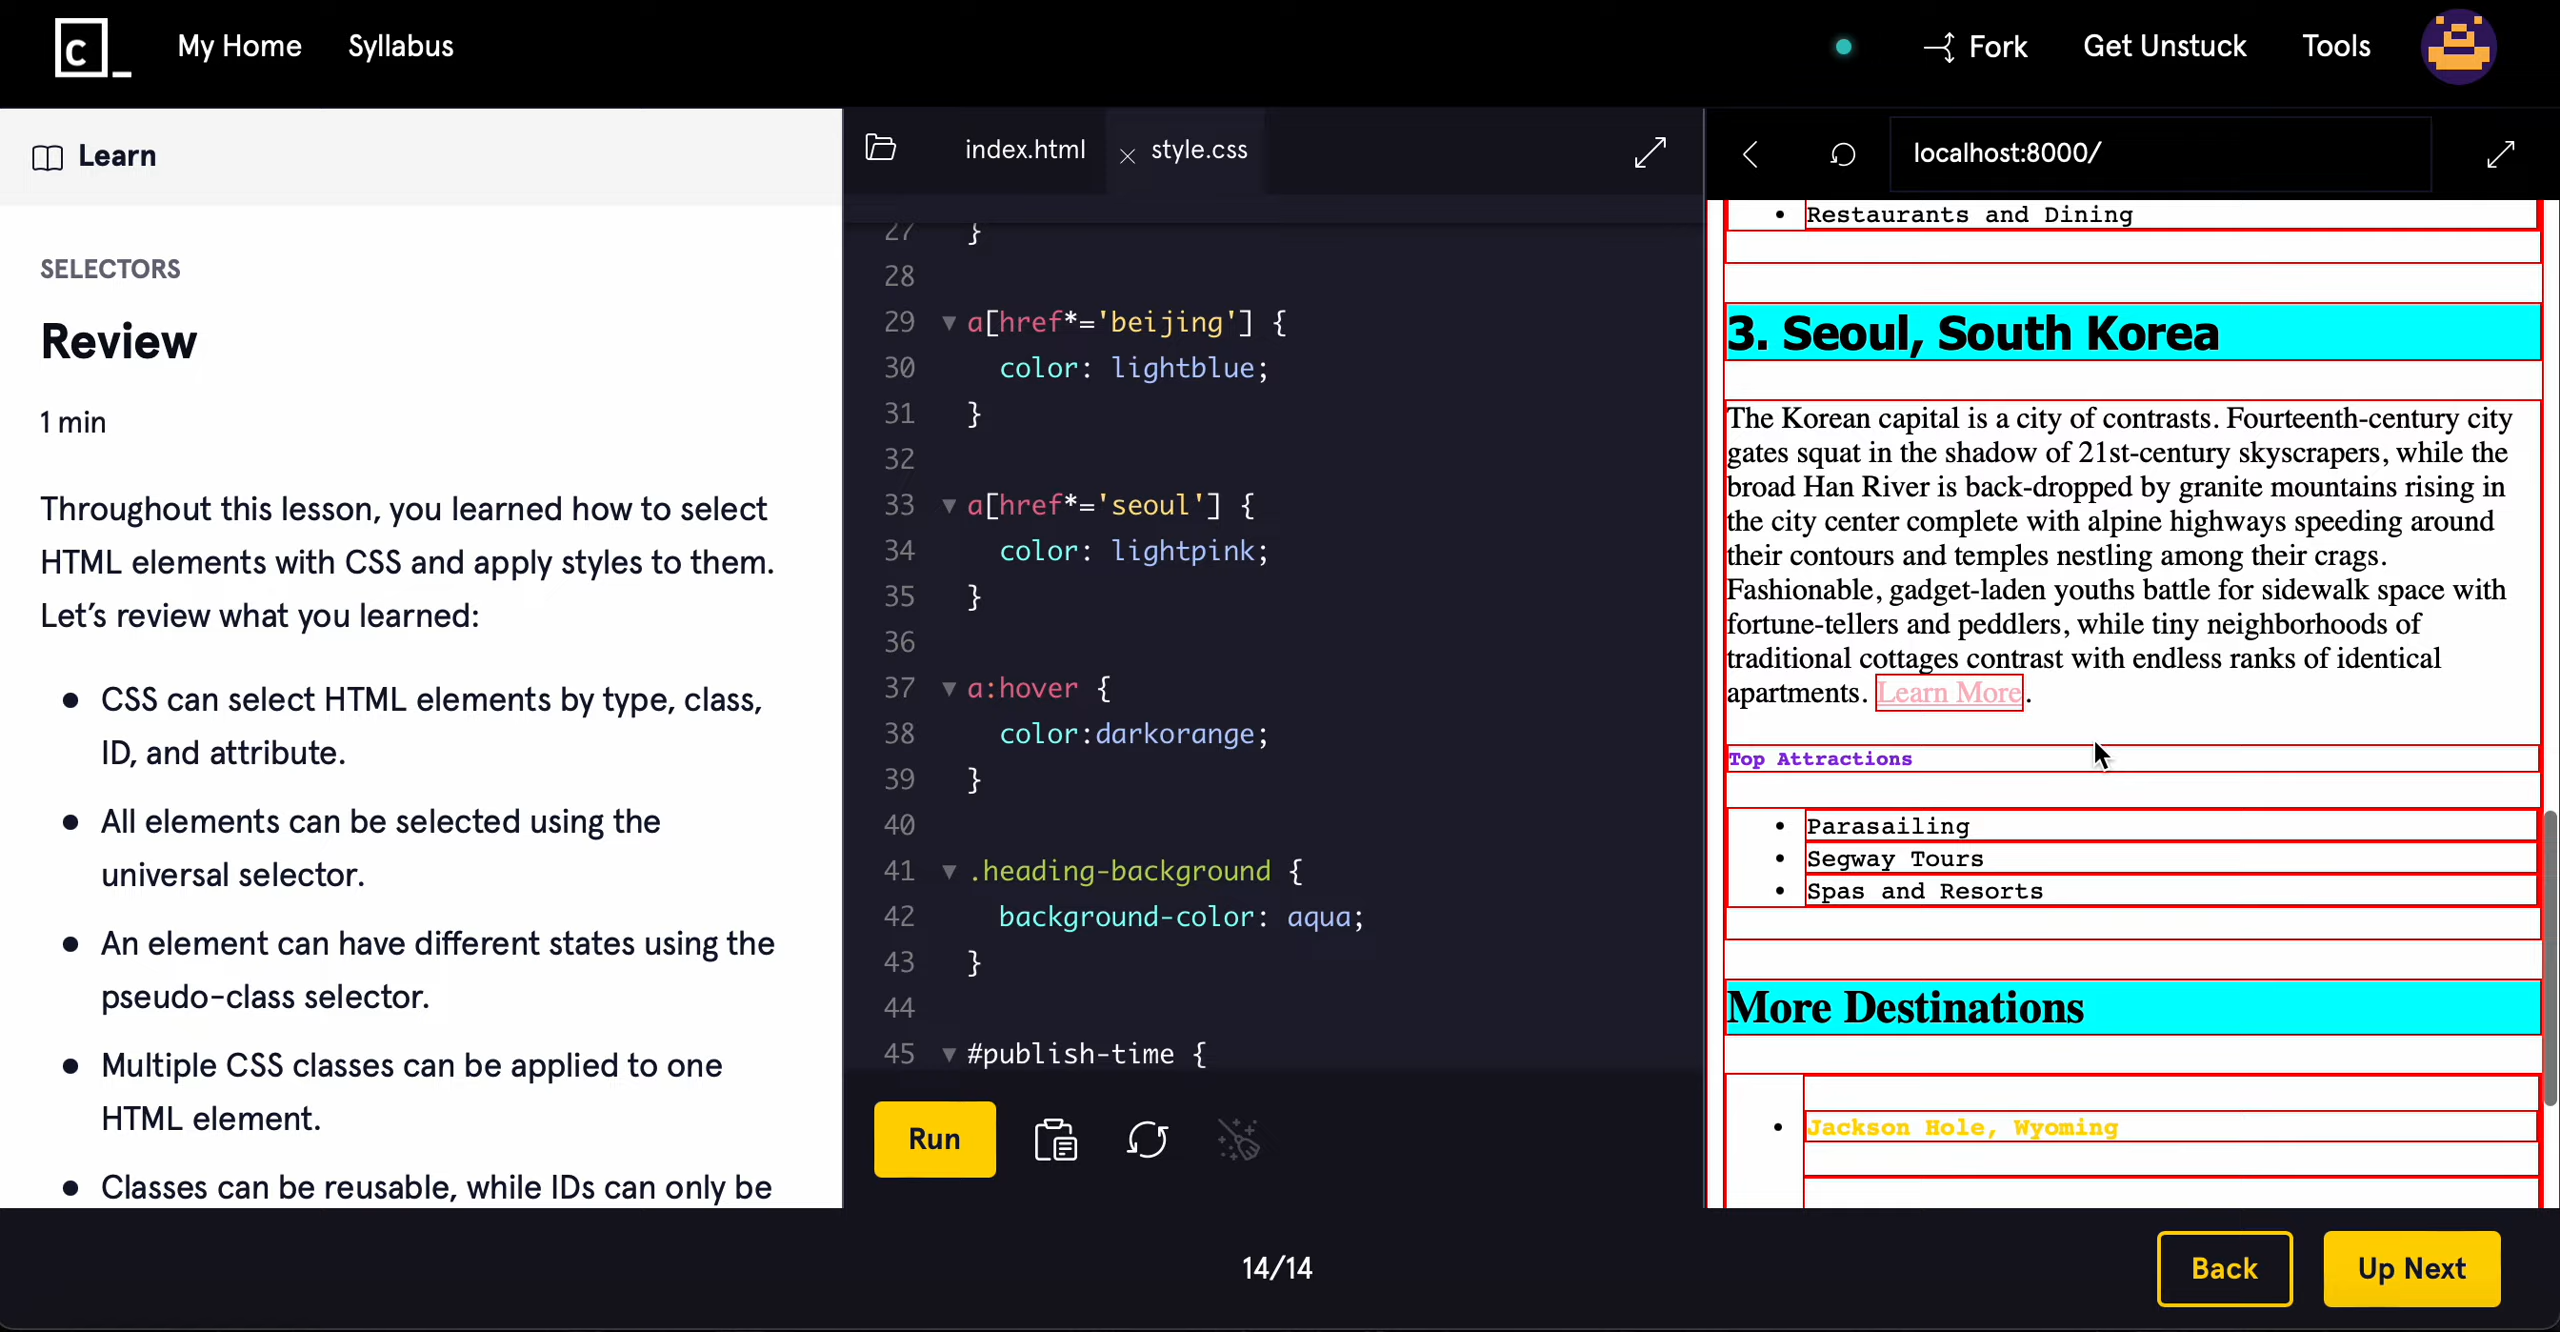 C_
My Home
Syllabus
Fork
Get Unstuck
Tools
Learn
SELECTORS
Review
1 min
Throughout this lesson, you learned how to select
HTML elements with CSS and apply styles to them.
Let’s review what you learned:
• CSS can select HTML elements by type, class,
ID, and attribute.
• All elements can be selected using the
universal selector.
• An element can have different states using the
pseudo-class selector.
• Multiple CSS classes can be applied to one
HTML element.
• Classes can be reusable, while IDs can only be
index.html
style.css
27 }
28
29 a[href*='beijing'] {
30 color: lightblue;
31 }
32
33 a[href*='seoul'] {
34 color: lightpink;
35 }
36
37 a:hover {
38 color:darkorange;
39 }
40
41 .heading-background {
42 background-color: aqua;
43 }
44
45 #publish-time {
Run
localhost:8000/
• Restaurants and Dining
3. Seoul, South Korea
The Korean capital is a city of contrasts. Fourteenth-century city
gates squat in the shadow of 21st-century skyscrapers, while the
broad Han River is back-dropped by granite mountains rising in
the city center complete with alpine highways speeding around
their contours and temples nestling among their crags.
Fashionable, gadget-laden youths battle for sidewalk space with
fortune-tellers and peddlers, while tiny neighborhoods of
traditional cottages contrast with endless ranks of identical
apartments. Learn More.
Top Attractions
• Parasailing
• Segway Tours
• Spas and Resorts
More Destinations
• Jackson Hole, Wyoming
14/14
Back
Up Next